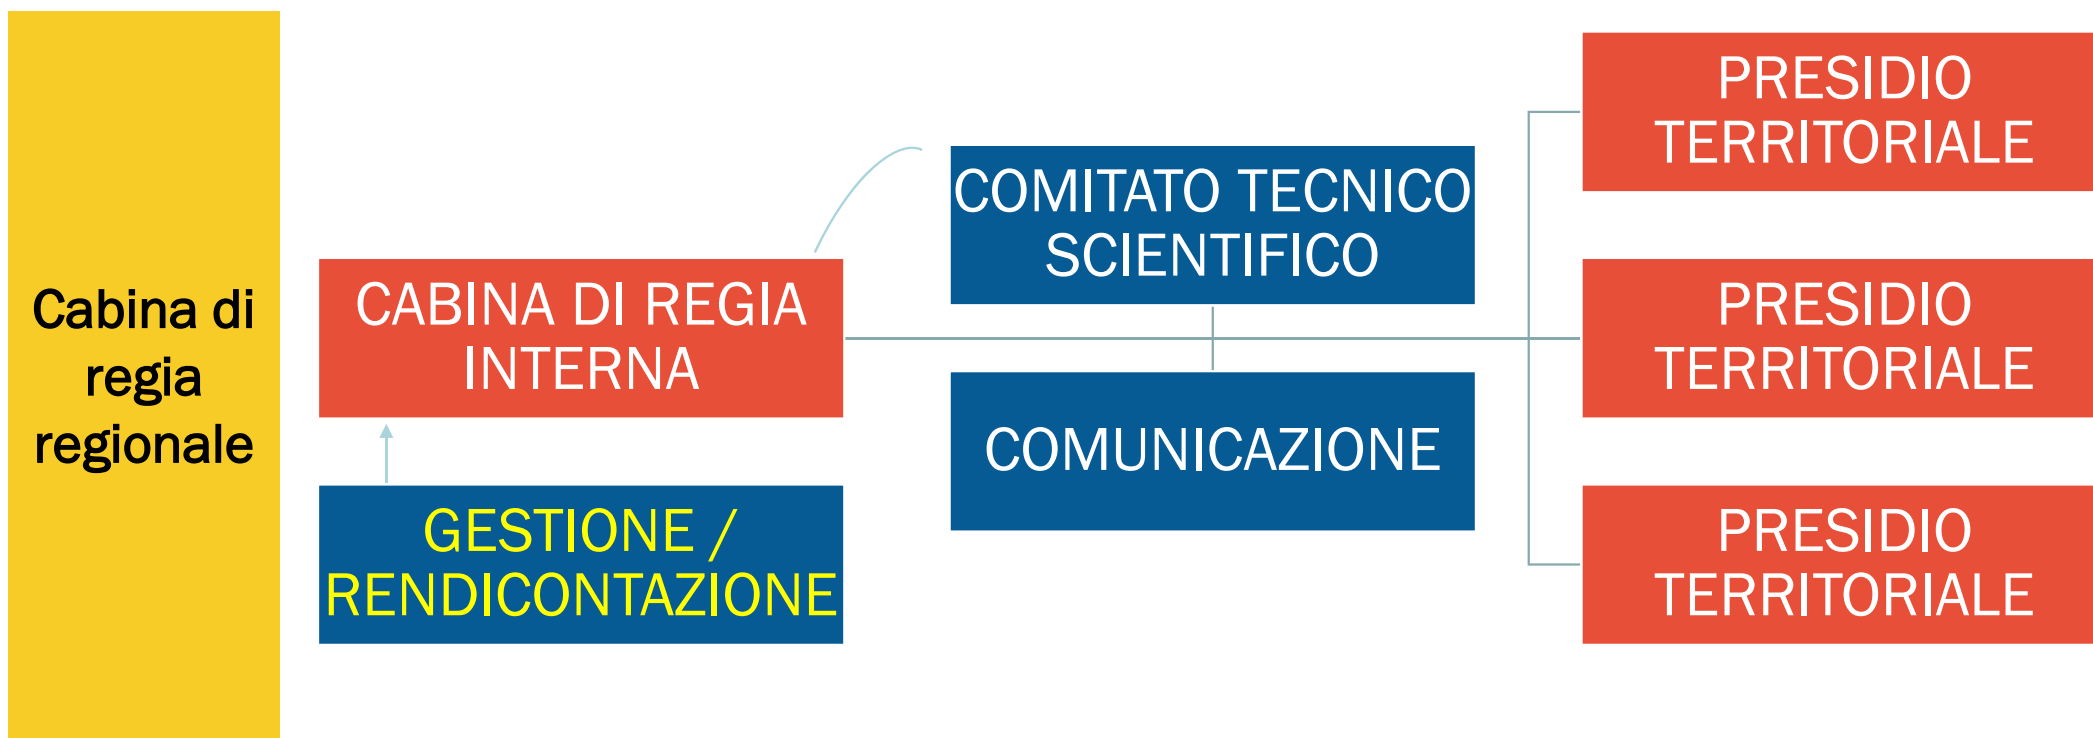 Cabina di
regia
regionale
CABINA DI REGIA
INTERNA
GESTIONE /
RENDICONTAZIONE
COMITATO TECNICO
SCIENTIFICO
COMUNICAZIONE
PRESIDIO
TERRITORIALE
PRESIDIO
TERRITORIALE
PRESIDIO
TERRITORIALE